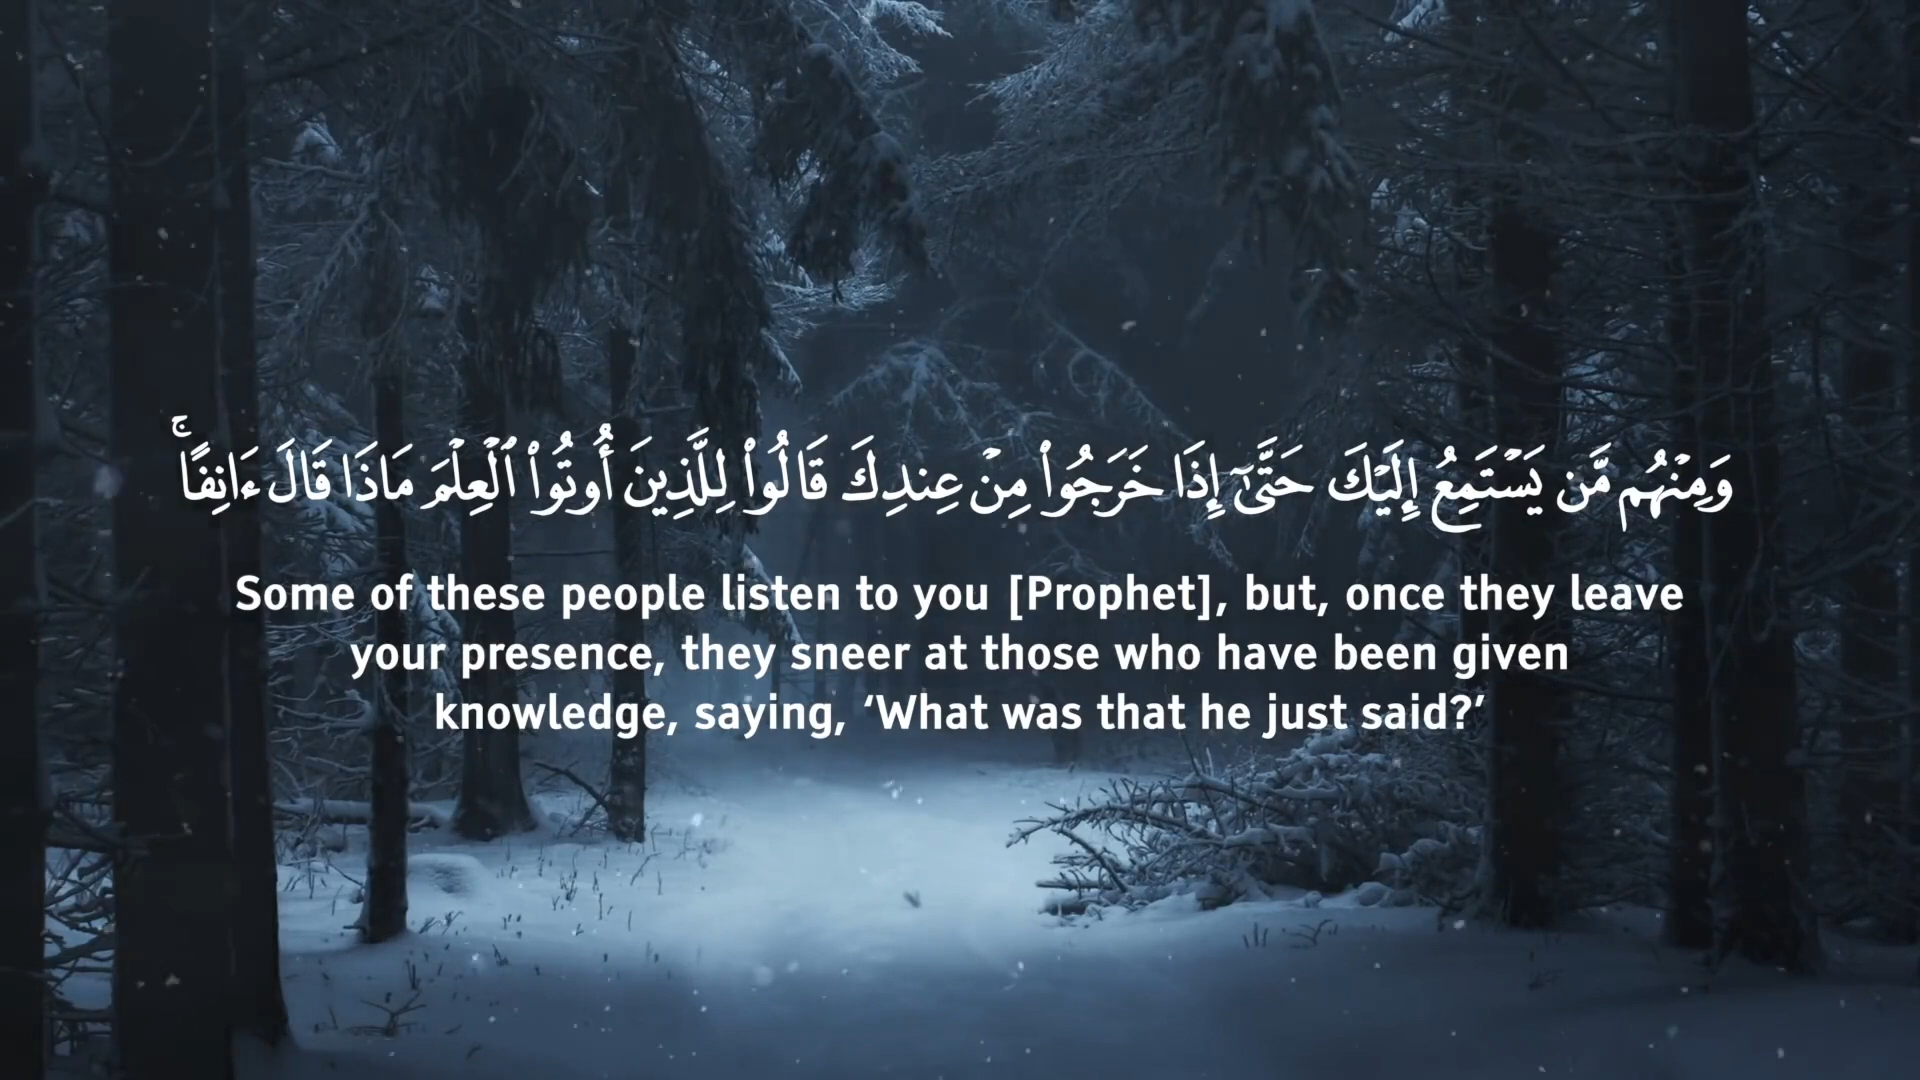 وَمِنْهُم مَّن يَسْتَمِعُ إِلَيْكَ حَتَّىٰٓ إِذَا خَرَجُوا۟ مِنْ عِندِكَ قَالُوا۟ لِلَّذِينَ أُوتُوا۟ ٱلْعِلْمَ مَاذَا قَالَ ءَانِفًا ۚ
Some of these people listen to you [Prophet], but, once they leave
your presence, they sneer at those who have been given
knowledge, saying, ‘What was that he just said?’